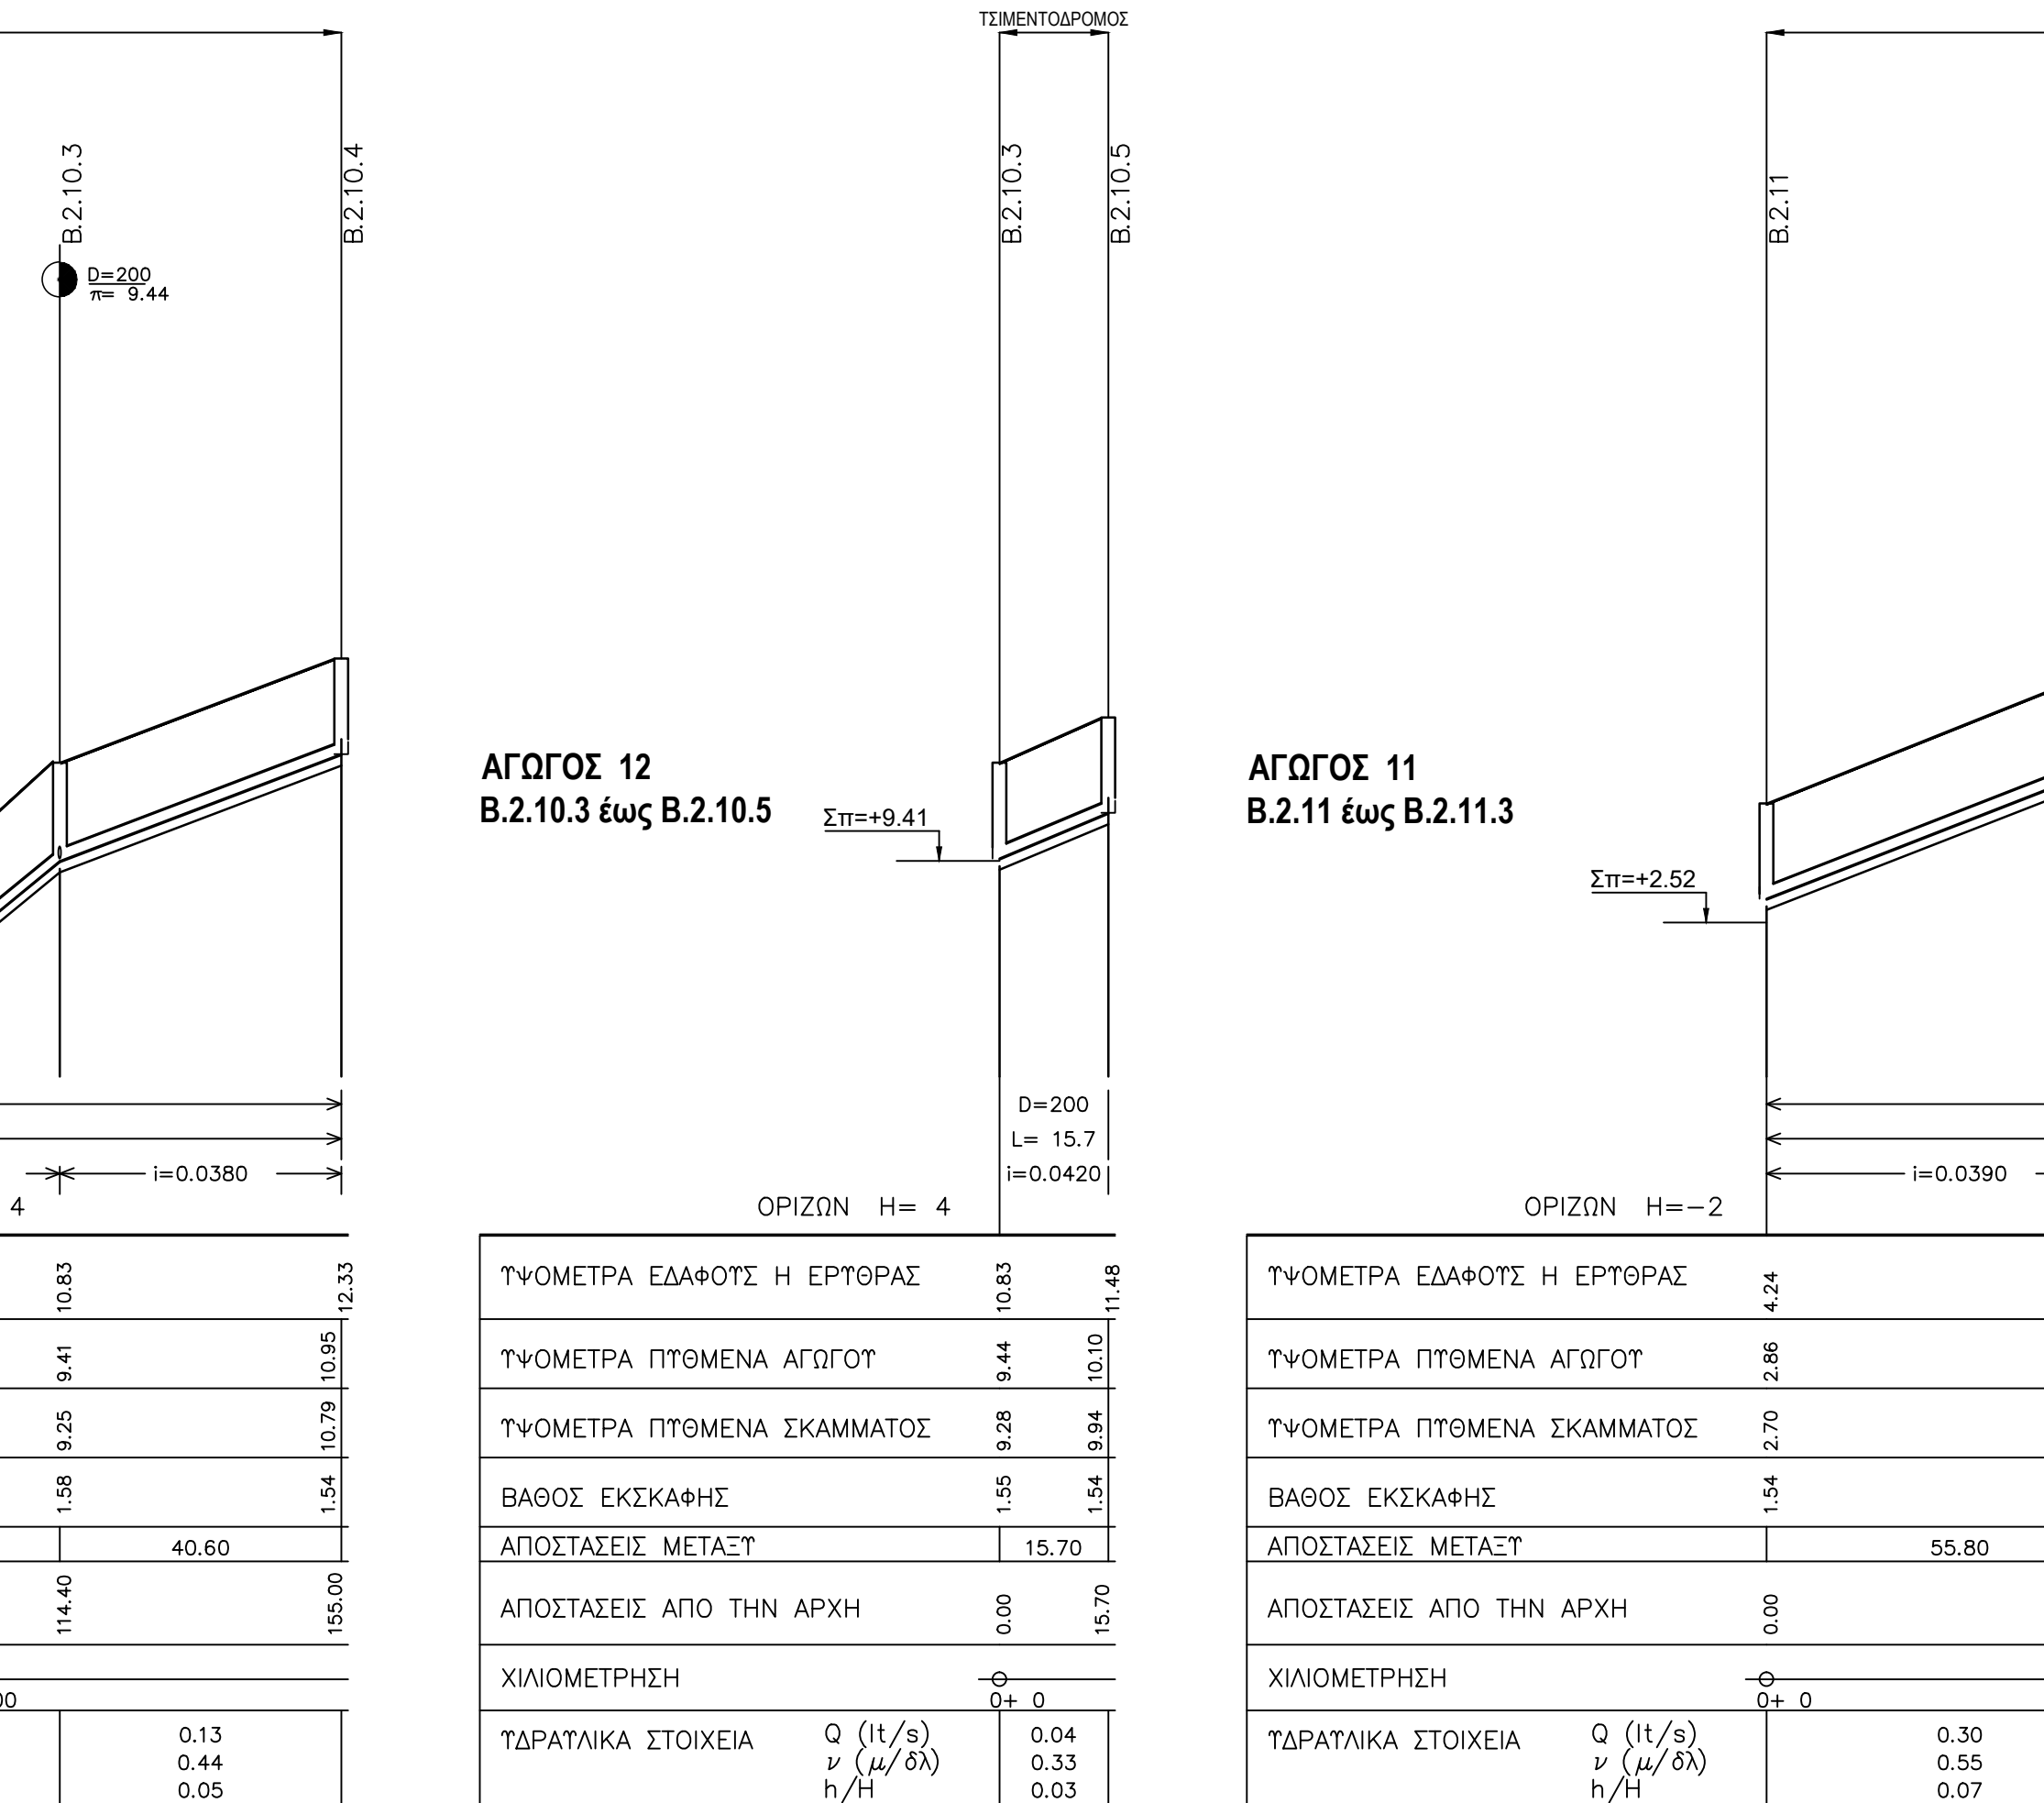 ΤΣΙΜΕΝΤΟΔΡΟΜΟΣ
B.2.10.3
B.2.10.4
D=200
π= 9.44
4
i=0.0380
10.83
12.33
9.41
10.95
9.25
10.79
1.58
1.54
40.60
114.40
155.00
00
0.13
0.44
0.05
B.2.10.3
B.2.10.5
ΑΓΩΓΟΣ 12
Β.2.10.3 έως Β.2.10.5
Σπ=+9.41
D=200
L= 15.7
i=0.0420
ΟΡΙΖΩΝ H= 4
ΥΨΟΜΕΤΡΑ ΕΔΑΦΟΥΣ Η ΕΡΥΘΡΑΣ 10.83 11.48
ΥΨΟΜΕΤΡΑ ΠΥΘΜΕΝΑ ΑΓΩΓΟΥ 9.44 10.10
ΥΨΟΜΕΤΡΑ ΠΥΘΜΕΝΑ ΣΚΑΜΜΑΤΟΣ 9.28 9.94
ΒΑΘΟΣ ΕΚΣΚΑΦΗΣ 1.55 1.54
ΑΠΟΣΤΑΣΕΙΣ ΜΕΤΑΞΥ 15.70
ΑΠΟΣΤΑΣΕΙΣ ΑΠΟ ΤΗΝ ΑΡΧΗ 0.00 15.70
ΧΙΛΙΟΜΕΤΡΗΣΗ
0+ 0
ΥΔΡΑΥΛΙΚΑ ΣΤΟΙΧΕΙΑ Q (lt/s) 0.04
ν (μ/δλ) 0.33
h/H 0.03
B.2.11
ΑΓΩΓΟΣ 11
Β.2.11 έως Β.2.11.3
Σπ=+2.52
i=0.0390
ΟΡΙΖΩΝ H=-2
ΥΨΟΜΕΤΡΑ ΕΔΑΦΟΥΣ Η ΕΡΥΘΡΑΣ 4.24
ΥΨΟΜΕΤΡΑ ΠΥΘΜΕΝΑ ΑΓΩΓΟΥ 2.86
ΥΨΟΜΕΤΡΑ ΠΥΘΜΕΝΑ ΣΚΑΜΜΑΤΟΣ 2.70
ΒΑΘΟΣ ΕΚΣΚΑΦΗΣ 1.54
ΑΠΟΣΤΑΣΕΙΣ ΜΕΤΑΞΥ 55.80
ΑΠΟΣΤΑΣΕΙΣ ΑΠΟ ΤΗΝ ΑΡΧΗ 0.00
ΧΙΛΙΟΜΕΤΡΗΣΗ
0+ 0
ΥΔΡΑΥΛΙΚΑ ΣΤΟΙΧΕΙΑ Q (lt/s) 0.30
ν (μ/δλ) 0.55
h/H 0.07